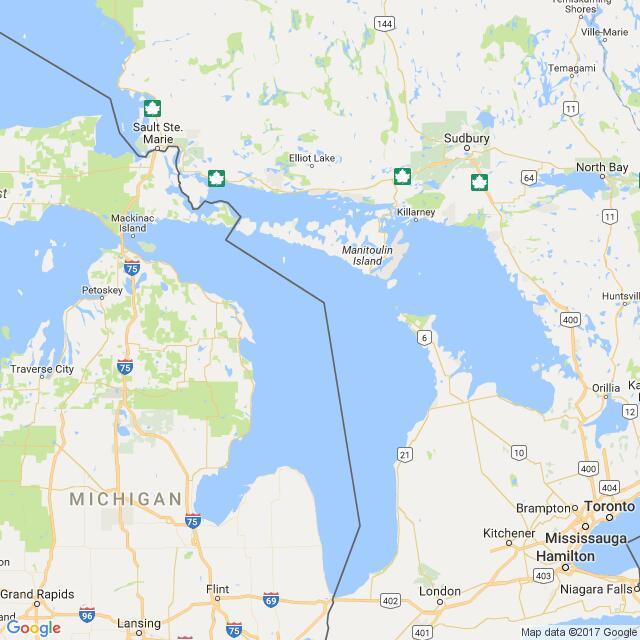 Temiskaming
Shores
144
Ville-Marie
Temagami
11
Sault Ste.
Marie
Sudbury
Elliot Lake
North Bay
64
Killarney
11
Mackinac
Island
Manitoulin
Island
75
Petoskey
Huntsvil
400
6
Traverse City
75
Orillia
Ka
12
21
10
400
404
MICHIGAN
75
Brampton
Toronto
Mississauga
Kitchener
Hamilton
403
Niagara Falls
Grand Rapids
Flint
69
402
London
96
Lansing
75
401
Google
Map data ©2017 Google